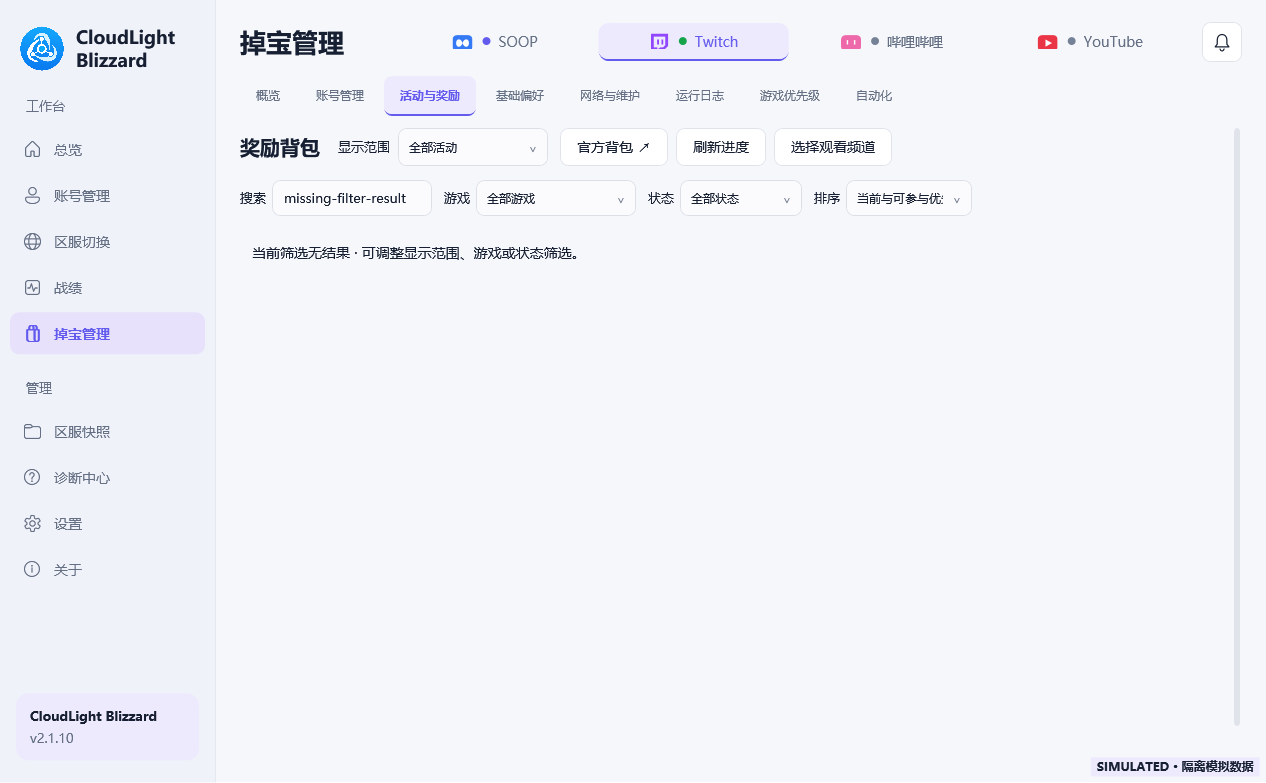 CloudLight
Blizzard
工作台
总览
账号管理
区服切换
战绩
掉宝管理
管理
区服快照
诊断中心
设置
关于
CloudLight Blizzard
v2.1.10
掉宝管理
SOOP
Twitch
哔哩哔哩
YouTube
概览 账号管理 活动与奖励 基础偏好 网络与维护 运行日志 游戏优先级 自动化
奖励背包 显示范围 全部活动 官方背包 ↗ 刷新进度 选择观看频道
搜索 missing-filter-result 游戏 全部游戏 状态 全部状态 排序 当前与可参与优
当前筛选无结果 · 可调整显示范围、游戏或状态筛选。
SIMULATED · 隔离模拟数据